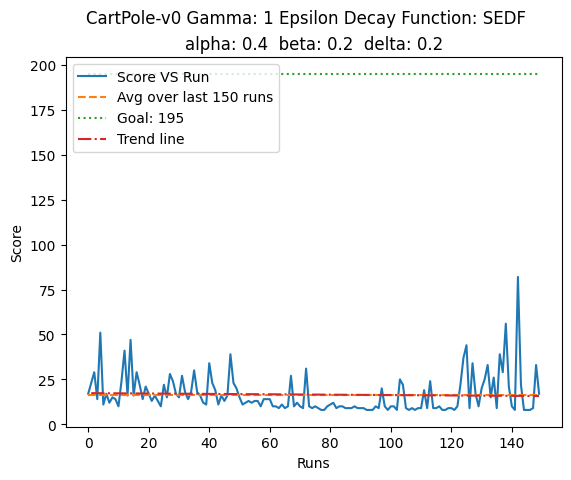 CartPole-v0 Gamma: 1 Epsilon Decay Function: SEDF
alpha: 0.4 beta: 0.2 delta: 0.2
Score VS Run
Avg over last 150 runs
Goal: 195
Trend line
200
175
150
125
100
75
50
25
0
Score
0 20 40 60 80 100 120 140
Runs